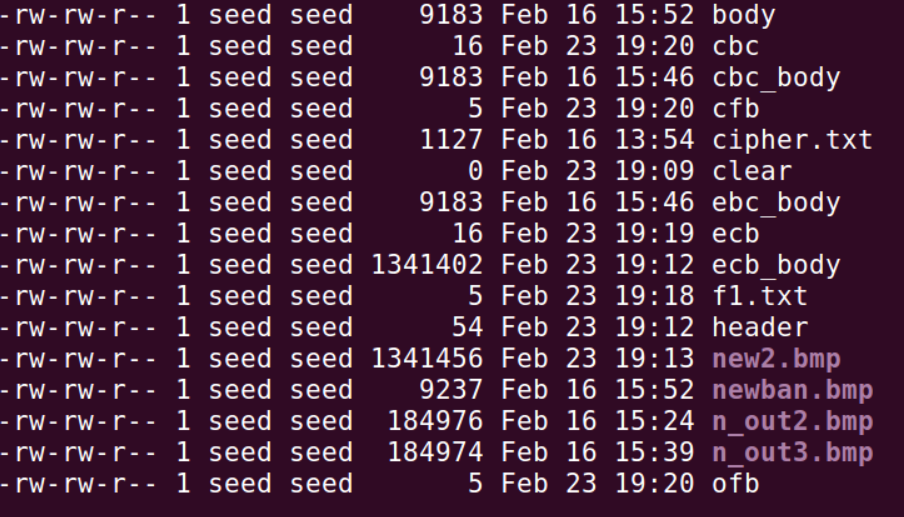 -rw-rw-r-- 1 seed seed    9183 Feb 16 15:52 body
-rw-rw-r-- 1 seed seed      16 Feb 23 19:20 cbc
-rw-rw-r-- 1 seed seed    9183 Feb 16 15:46 cbc_body
-rw-rw-r-- 1 seed seed       5 Feb 23 19:20 cfb
-rw-rw-r-- 1 seed seed    1127 Feb 16 13:54 cipher.txt
-rw-rw-r-- 1 seed seed       0 Feb 23 19:09 clear
-rw-rw-r-- 1 seed seed    9183 Feb 16 15:46 ebc_body
-rw-rw-r-- 1 seed seed      16 Feb 23 19:19 ecb
-rw-rw-r-- 1 seed seed 1341402 Feb 23 19:12 ecb_body
-rw-rw-r-- 1 seed seed       5 Feb 23 19:18 f1.txt
-rw-rw-r-- 1 seed seed      54 Feb 23 19:12 header
-rw-rw-r-- 1 seed seed 1341456 Feb 23 19:13 new2.bmp
-rw-rw-r-- 1 seed seed    9237 Feb 16 15:52 newban.bmp
-rw-rw-r-- 1 seed seed  184976 Feb 16 15:24 n_out2.bmp
-rw-rw-r-- 1 seed seed  184974 Feb 16 15:39 n_out3.bmp
-rw-rw-r-- 1 seed seed       5 Feb 23 19:20 ofb